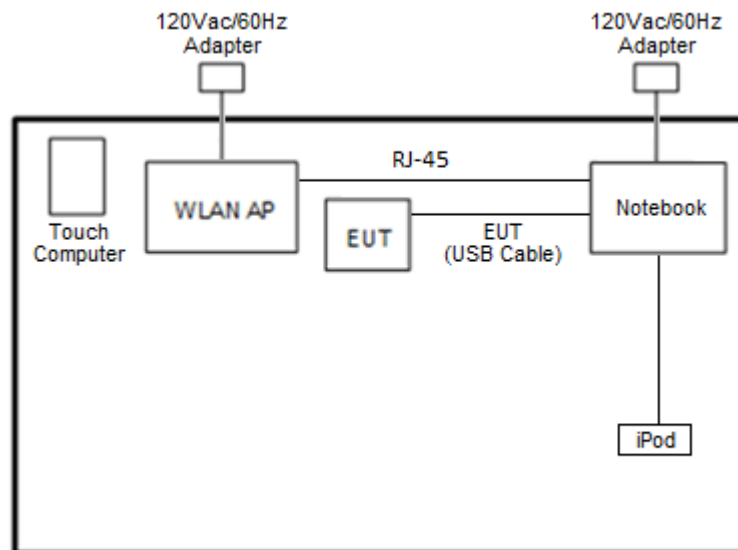 120Vac/60Hz
Adapter
120Vac/60Hz
Adapter
RJ-45
WLAN AP
Notebook
Touch
Computer
EUT
EUT
(USB Cable)
iPod